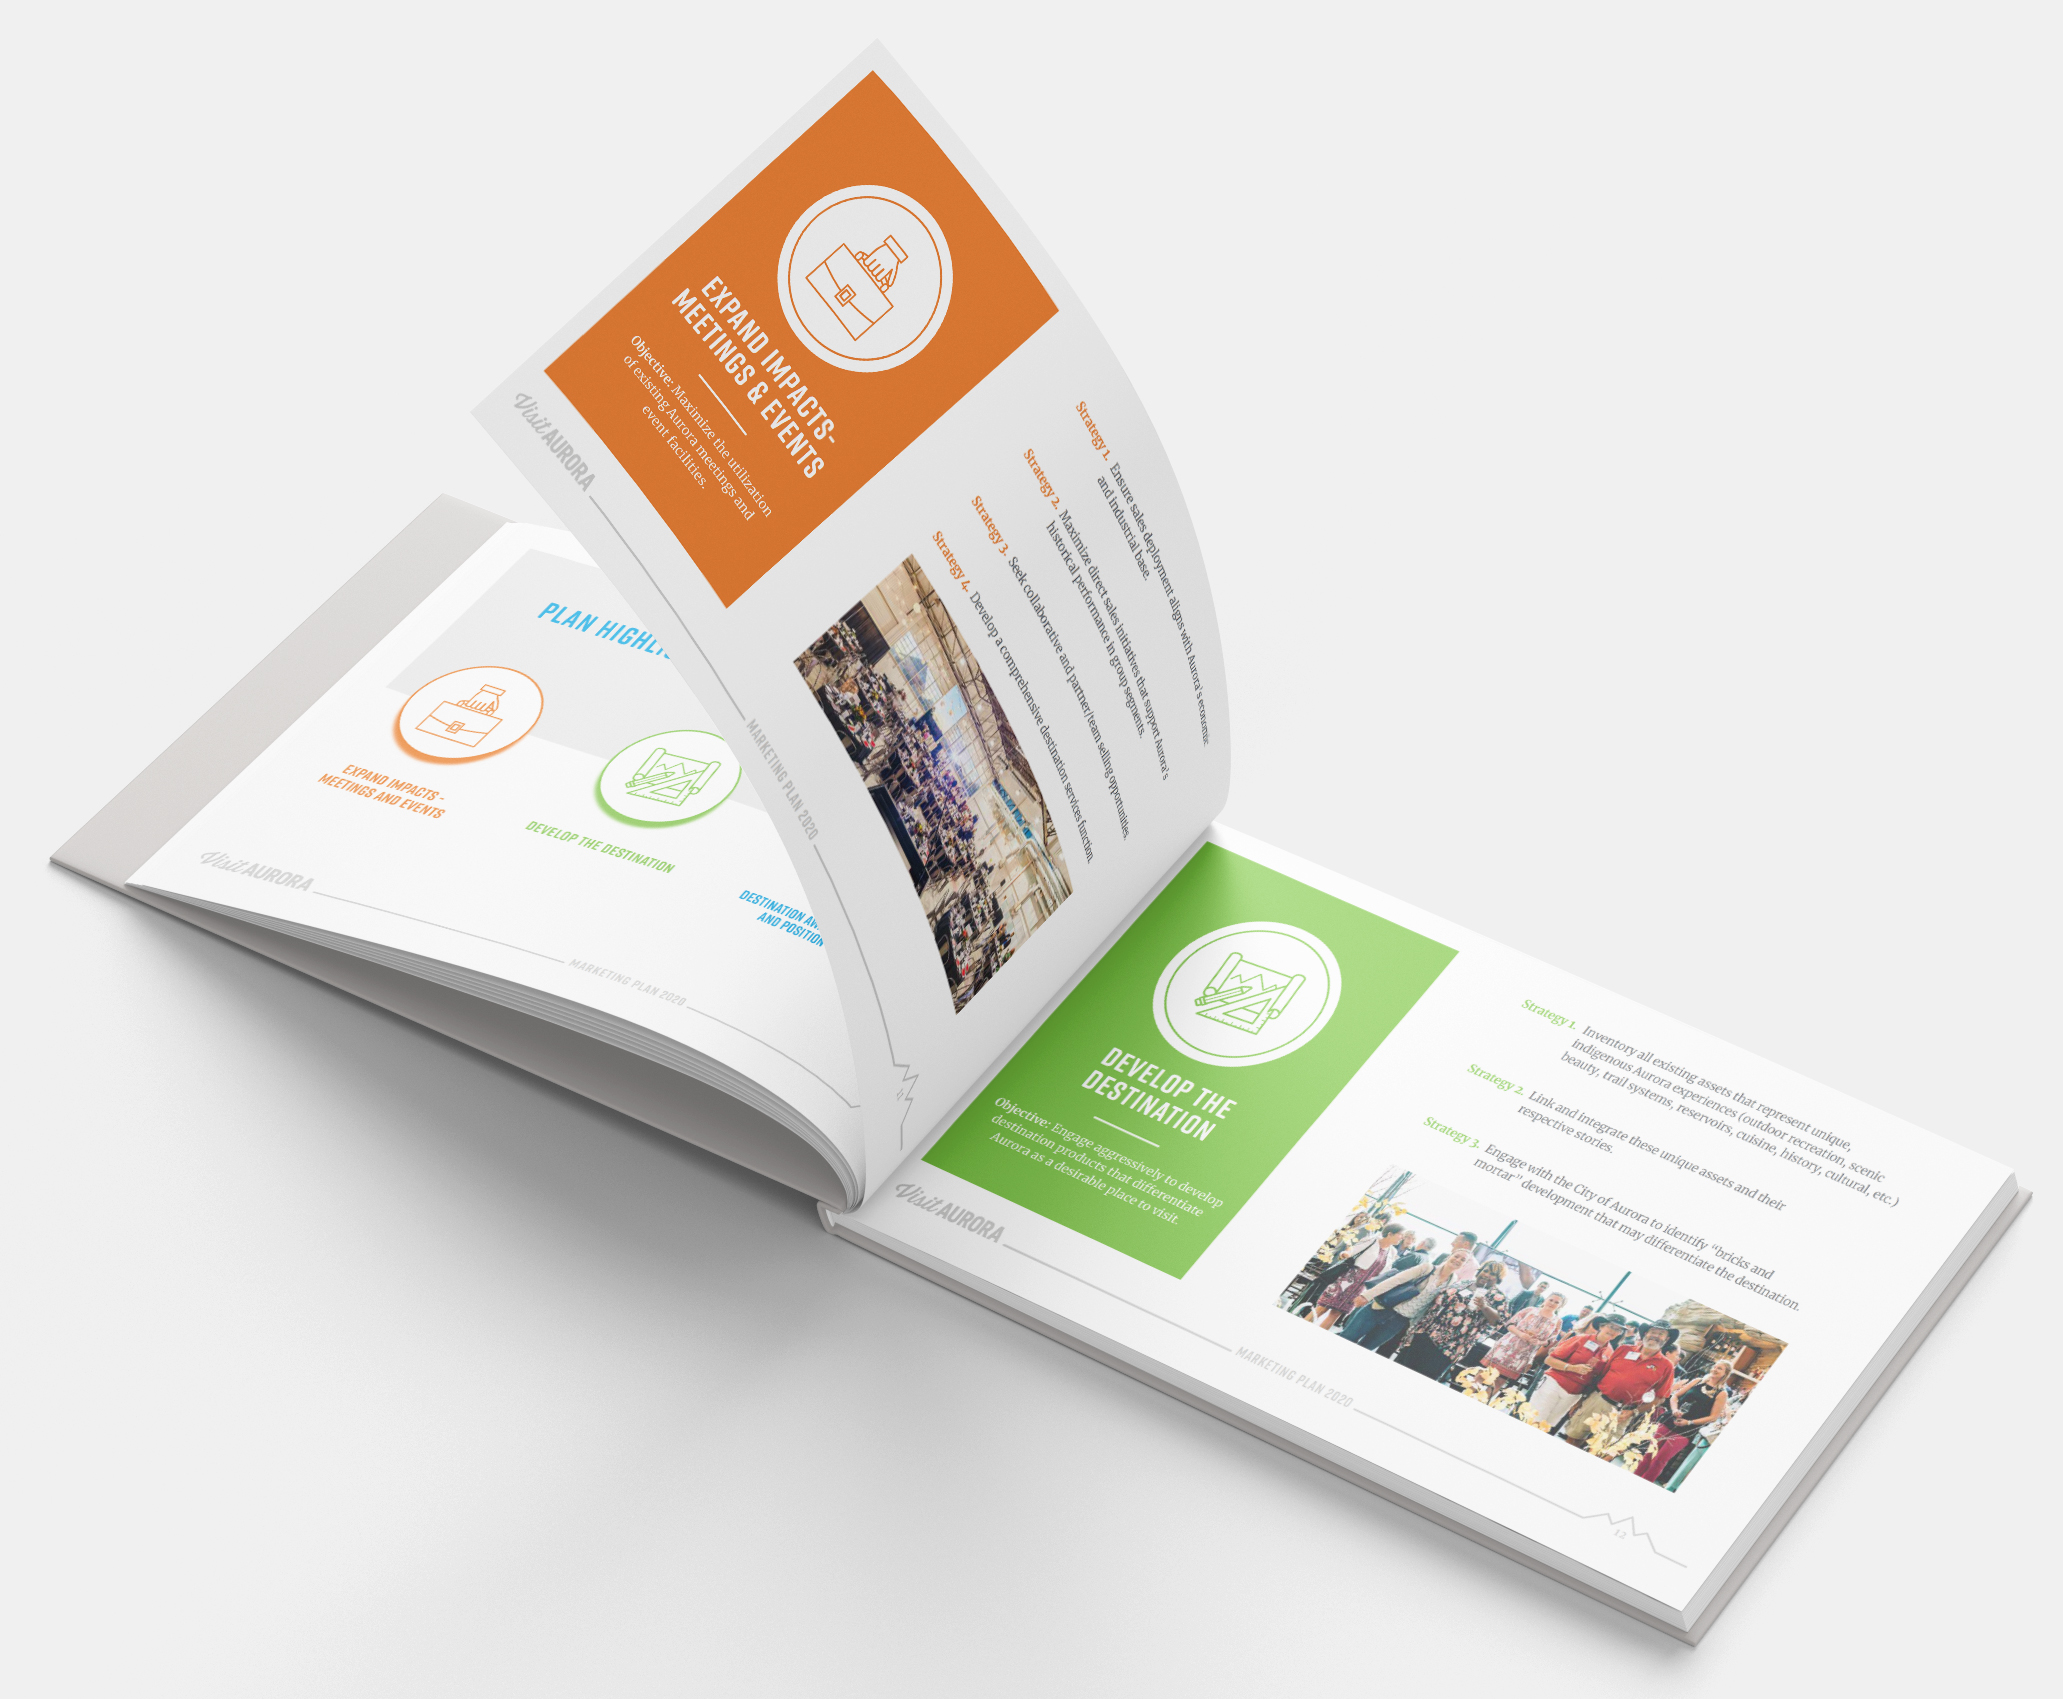 PLAN
EXPAND IMPACTS -
MEETINGS AND EVENTS
DEVELOP THE DESTINATION
DESTINATION
AND
Visit AURORA
MARKETING PLAN 2020
EXPAND IMPACTS-
MEETINGS & EVENTS
Objective: Maximize the utilization
of existing Aurora meetings and
event facilities.
Strategy 1. Ensure sales deployment aligns with Aurora's economic
and industrial base.
Strategy 2. Maximize direct sales initiatives that support Aurora's
historical performance in group segments.
Strategy 3. Seek collaborative and partner/team selling opportunities.
Strategy 4. Develop a comprehensive destination services function.
Visit AURORA
MARKETING PLAN 2020
DEVELOP THE
DESTINATION
Objective: Engage aggressively to develop
destination products that differentiate
Aurora as a desirable place to visit.
Strategy 1. Inventory all existing assets that represent unique,
indigenous Aurora experiences (outdoor recreation, scenic
beauty, trail systems, reservoirs, cuisine, history, cultural, etc.)
Strategy 2. Link and integrate these unique assets and their
respective stories.
Strategy 3. Engage with the City of Aurora to identify "bricks and
mortar" development that may differentiate the destination.
Visit AURORA
MARKETING PLAN 2020
12